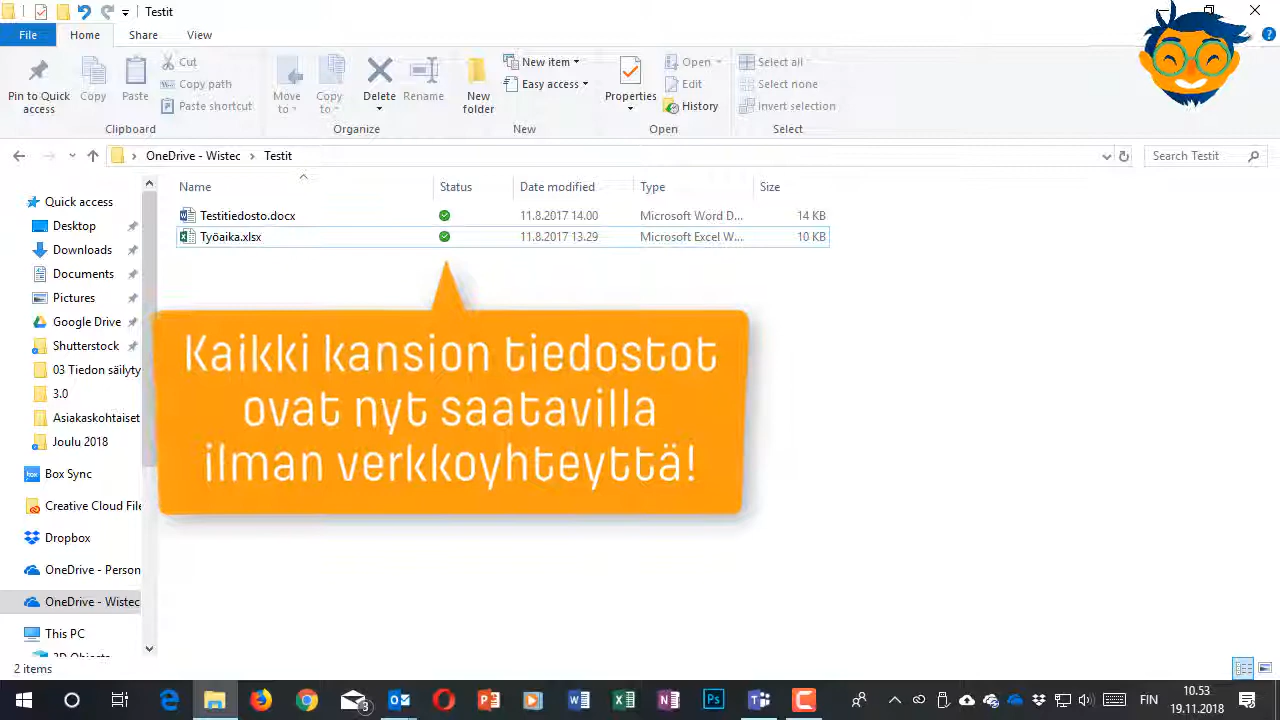 Testit
File Home Share View
Pin to Quick access
Copy
Paste
Cut
Copy path
Paste shortcut
Clipboard
Move to
Copy to
Delete
Rename
Organize
New folder
New item
Easy access
New
Properties
Open
Edit
History
Open
Select all
Select none
Invert selection
Select
OneDrive - Wistec > Testit
Search Testit
Name Status Date modified Type Size
Testitiedosto.docx 11.8.2017 14.00 Microsoft Word D... 14 KB
Työaika.xlsx 11.8.2017 13.29 Microsoft Excel W... 10 KB
Quick access
Desktop
Downloads
Documents
Pictures
Google Drive
Shutterstock
03 Tiedon säilyty
3.0
Asiakaskohtaiset
Joulu 2018
Box Sync
Creative Cloud File
Dropbox
OneDrive - Person
OneDrive - Wistec
This PC
3D Objects
Kaikki kansion tiedostot
ovat nyt saatavilla
ilman verkkoyhteyttä!
2 items
FIN
10.53
19.11.2018